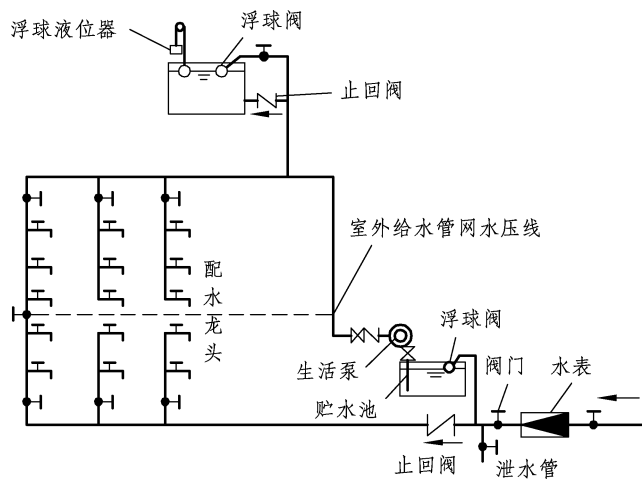 浮球液位器
浮球阀
止回阀
室外给水管网水压线
配水龙头
浮球阀
生活泵
阀门
水表
贮水池
止回阀
泄水管